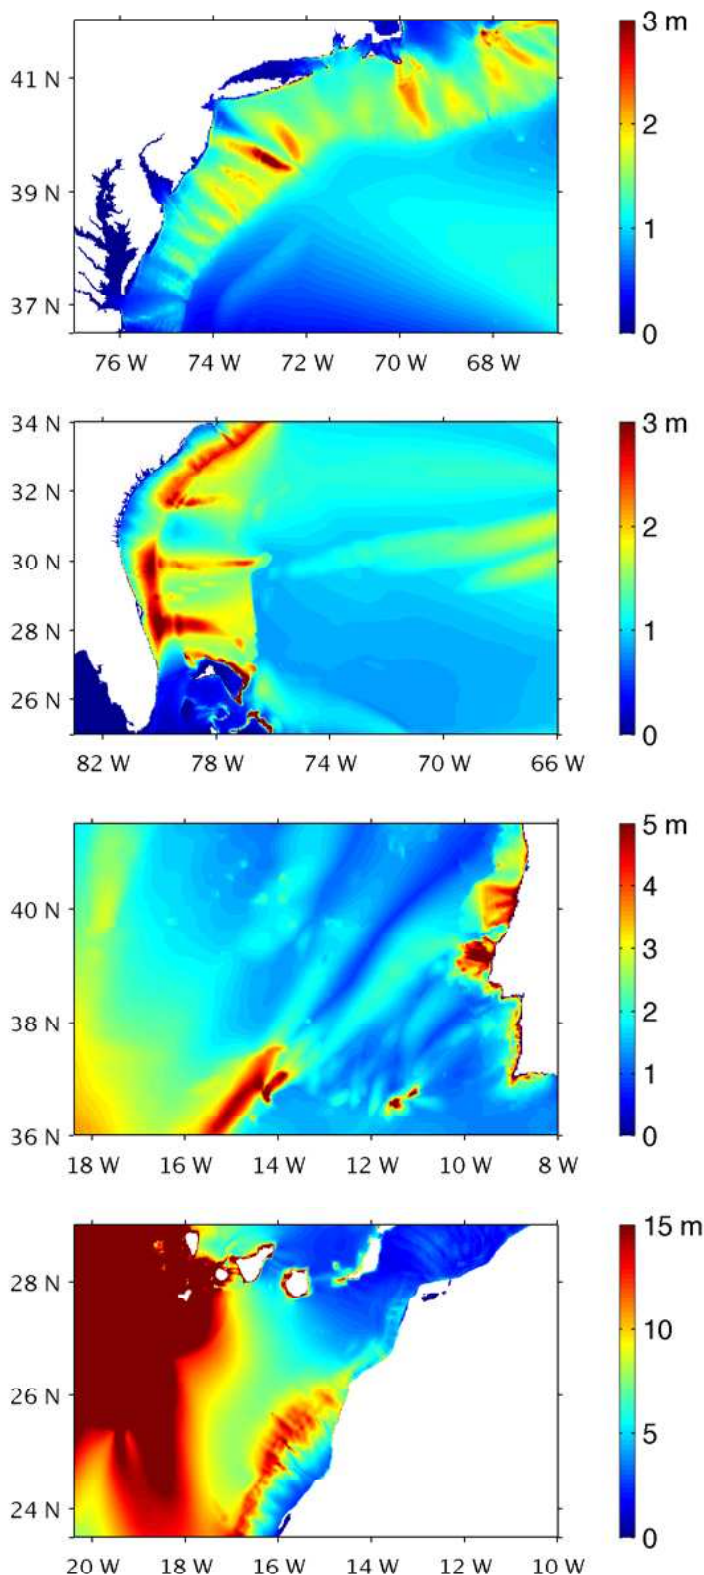 3 m
41 N
2
39 N
1
37 N
0
76 W 74 W 72 W 70 W 68 W
34 N 3 m
32 N
2
30 N
28 N 1
26 N
0
82 W 78 W 74 W 70 W 66 W
5 m
40 N 4
3
38 N 2
1
36 N 0
18 W 16 W 14 W 12 W 10 W 8 W
15 m
28 N
10
26 N
5
24 N
0
20 W 18 W 16 W 14 W 12 W 10 W